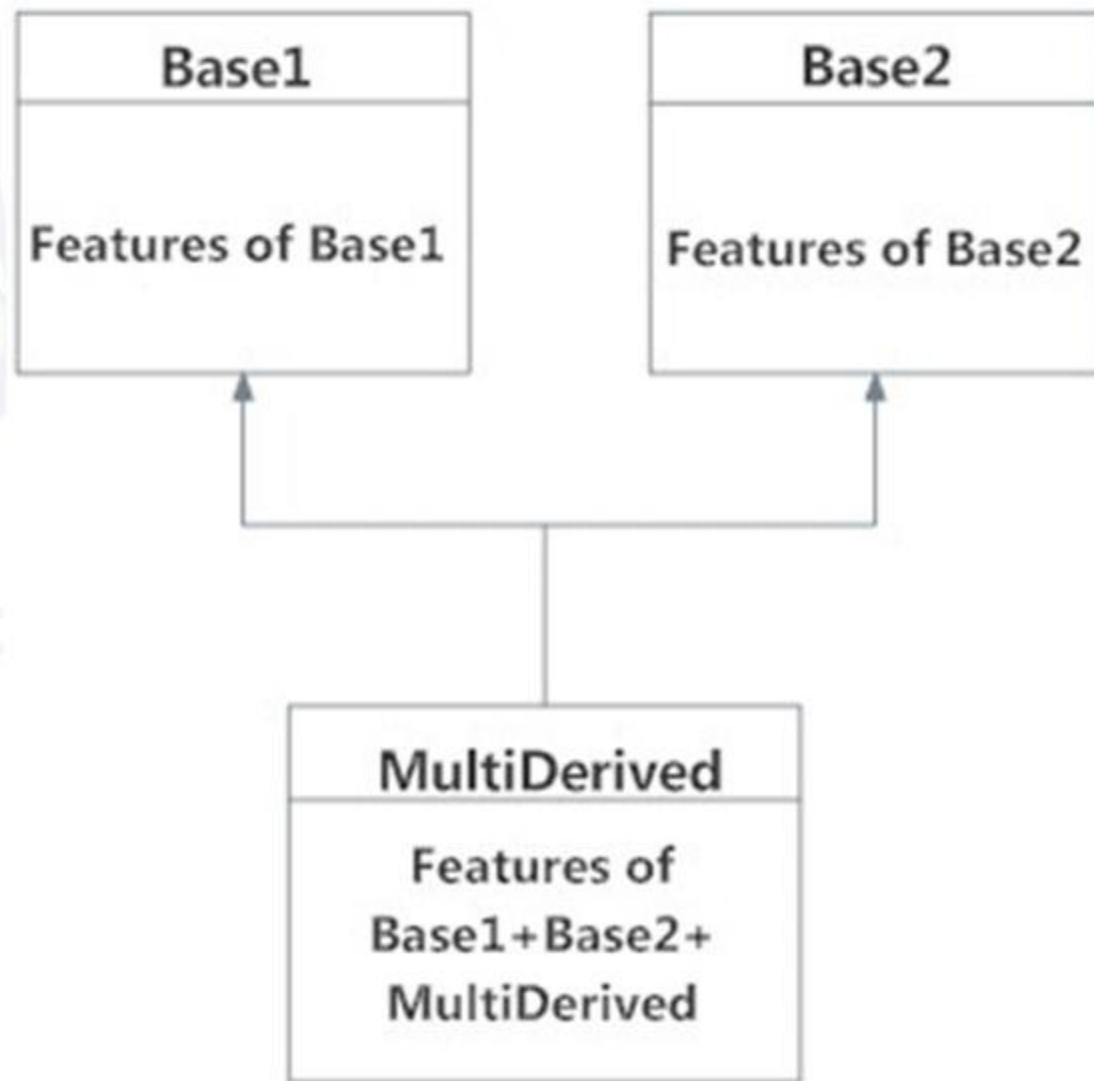 Base1
Base2
Features of Base1
Features of Base2
MultiDerived
Features of
Base1+Base2+
MultiDerived